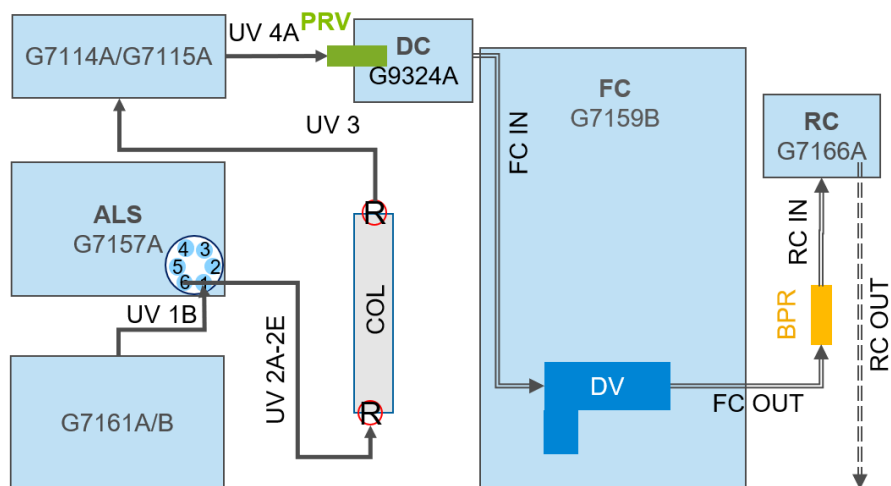 PRV
UV 4A
G7114A/G7115A
DC
G9324A
FC
G7159B
RC
G7166A
UV 3
FC IN
ALS
G7157A
4
3
5
2
6
1
R
RC IN
UV 1B
COL
UV 2A-2E
BPR
RC OUT
DV
FC OUT
R
G7161A/B